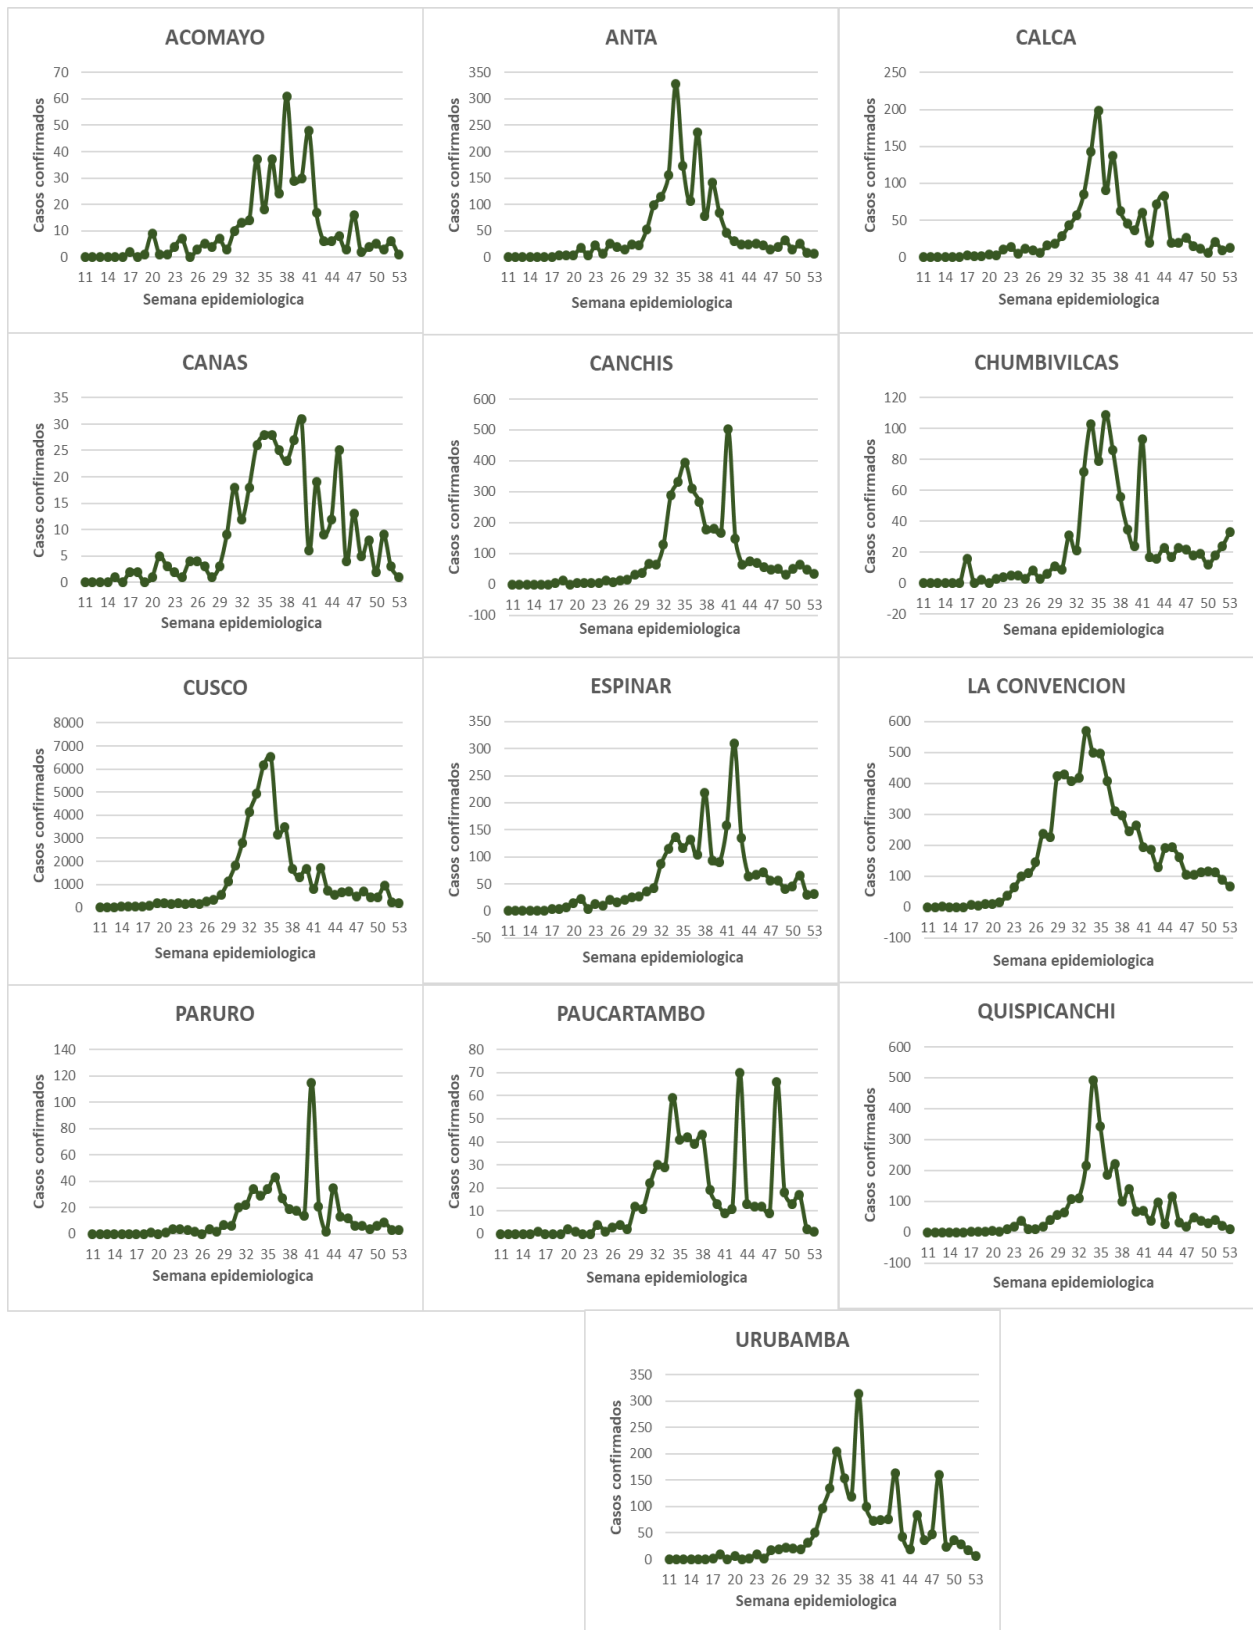 ACOMAYO
Casos confirmados
70
60
50
40
30
20
10
0
11 14 17 20 23 26 29 32 35 38 41 44 47 50 53
Semana epidemiologica
ANTA
Casos confirmados
350
300
250
200
150
100
50
0
11 14 17 20 23 26 29 32 35 38 41 44 47 50 53
Semana epidemiologica
CALCA
Casos confirmados
250
200
150
100
50
0
11 14 17 20 23 26 29 32 35 38 41 44 47 50 53
Semana epidemiologica
CANAS
Casos confirmados
35
30
25
20
15
10
5
0
11 14 17 20 23 26 29 32 35 38 41 44 47 50 53
Semana epidemiologica
CANCHIS
Casos confirmados
600
500
400
300
200
100
0
-100
11 14 17 20 23 26 29 32 35 38 41 44 47 50 53
Semana epidemiologica
CHUMBIVILCAS
Casos confirmados
120
100
80
60
40
20
0
-20
11 14 17 20 23 26 29 32 35 38 41 44 47 50 53
Semana epidemiologica
CUSCO
Casos confirmados
8000
7000
6000
5000
4000
3000
2000
1000
0
11 14 17 20 23 26 29 32 35 38 41 44 47 50 53
Semana epidemiologica
ESPINAR
Casos confirmados
350
300
250
200
150
100
50
0
-50
11 14 17 20 23 26 29 32 35 38 41 44 47 50 53
Semana epidemiologica
LA CONVENCION
Casos confirmados
600
500
400
300
200
100
0
-100
11 14 17 20 23 26 29 32 35 38 41 44 47 50 53
Semana epidemiologica
PARURO
Casos confirmados
140
120
100
80
60
40
20
0
11 14 17 20 23 26 29 32 35 38 41 44 47 50 53
Semana epidemiologica
PAUCARTAMBO
Casos confirmados
80
70
60
50
40
30
20
10
0
11 14 17 20 23 26 29 32 35 38 41 44 47 50 53
Semana epidemiologica
QUISPICANCHI
Casos confirmados
600
500
400
300
200
100
0
-100
11 14 17 20 23 26 29 32 35 38 41 44 47 50 53
Semana epidemiologica
URUBAMBA
Casos confirmados
350
300
250
200
150
100
50
0
11 14 17 20 23 26 29 32 35 38 41 44 47 50 53
Semana epidemiologica